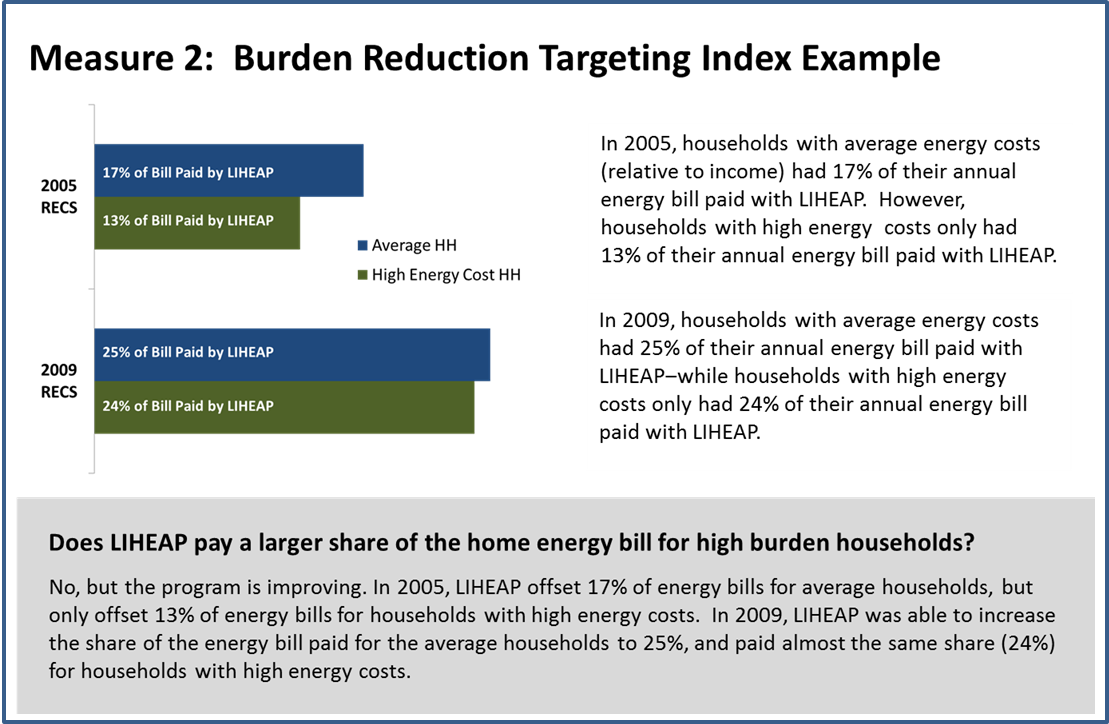 Measure 2:  Burden Reduction Targeting Index Example
2005
RECS
17% of Bill Paid by LIHEAP
13% of Bill Paid by LIHEAP
Average HH
High Energy Cost HH
2009
RECS
25% of Bill Paid by LIHEAP
24% of Bill Paid by LIHEAP
In 2005, households with average energy costs
(relative to income) had 17% of their annual
energy bill paid with LIHEAP.  However,
households with high energy  costs only had
13% of their annual energy bill paid with LIHEAP.
In 2009, households with average energy costs
had 25% of their annual energy bill paid with
LIHEAP–while households with high energy
costs only had 24% of their annual energy bill
paid with LIHEAP.
Does LIHEAP pay a larger share of the home energy bill for high burden households?
No, but the program is improving. In 2005, LIHEAP offset 17% of energy bills for average households, but
only offset 13% of energy bills for households with high energy costs.  In 2009, LIHEAP was able to increase
the share of the energy bill paid for the average households to 25%, and paid almost the same share (24%)
for households with high energy costs.